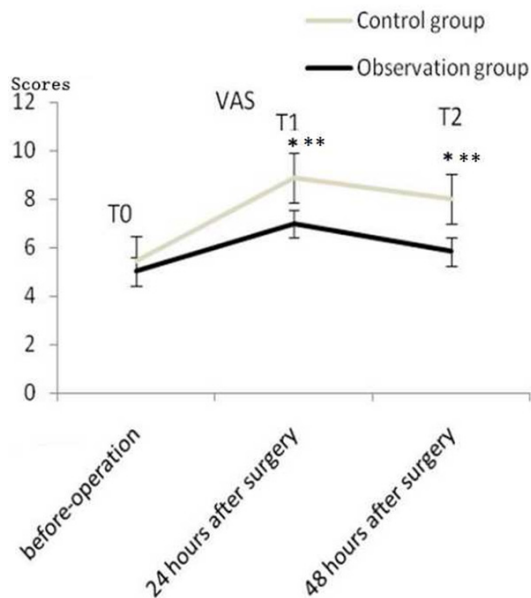 Control group
Observation group
Scores
12
VAS
T1
T2
* **
* **
10
8
T0
6
4
2
0
before-operation
24 hours after surgery
48 hours after surgery